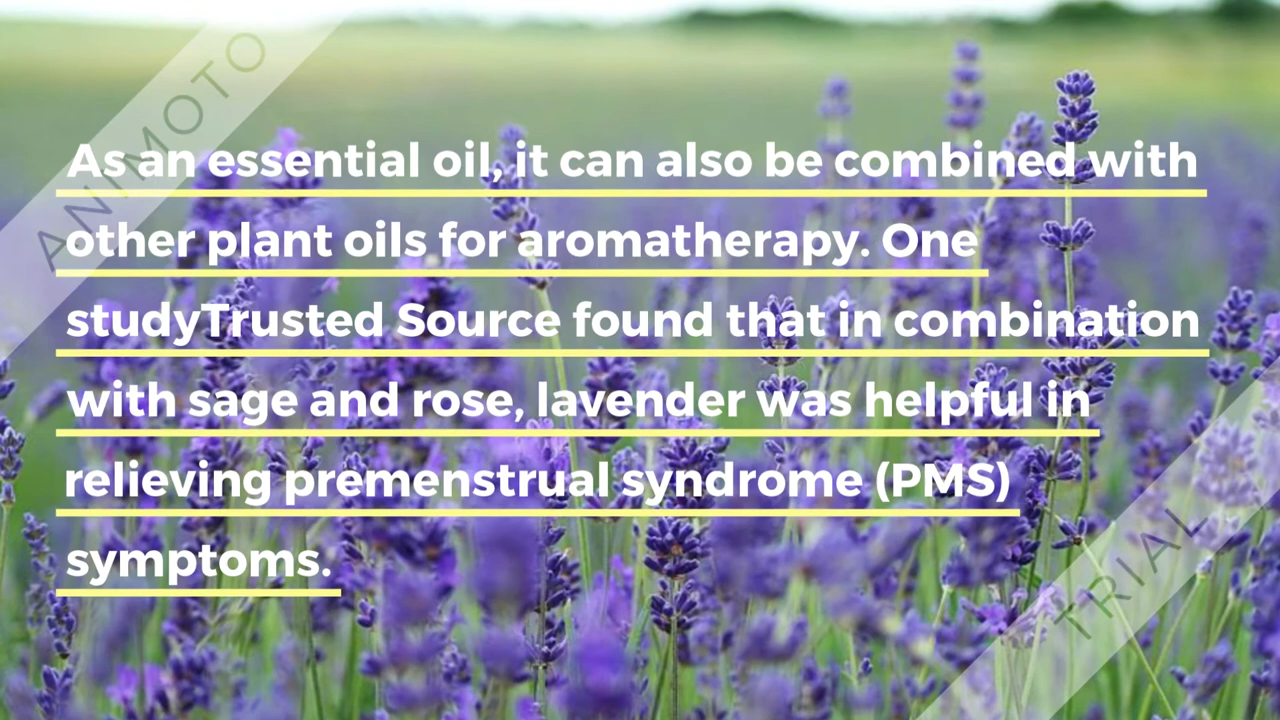 ANIMOTO
As an essential oil, it can also be combined with
other plant oils for aromatherapy. One
studyTrusted Source found that in combination
with sage and rose, lavender was helpful in
relieving premenstrual syndrome (PMS)
symptoms.
TRIAL